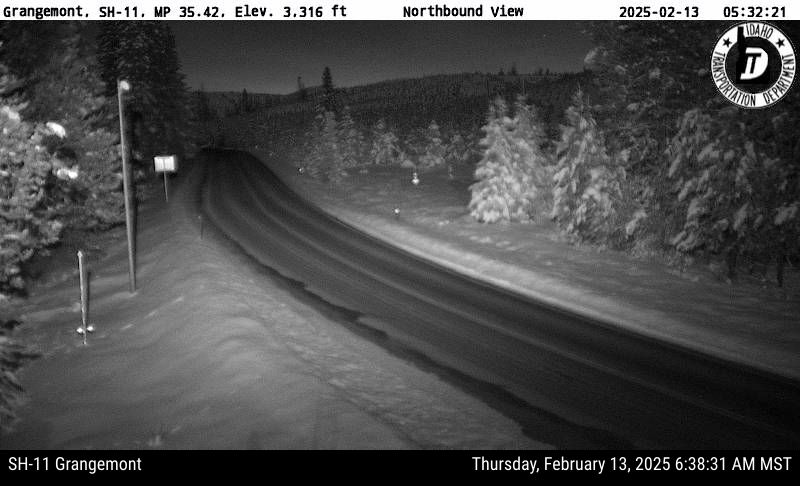 Grangemont, SH-11, MP 35.42, Elev. 3,316 ft Northbound View 2025-02-13 05:32:21
IDAHO
TRANSPORTATION DEPARTMENT
SH-11 Grangemont Thursday, February 13, 2025 6:38:31 AM MST